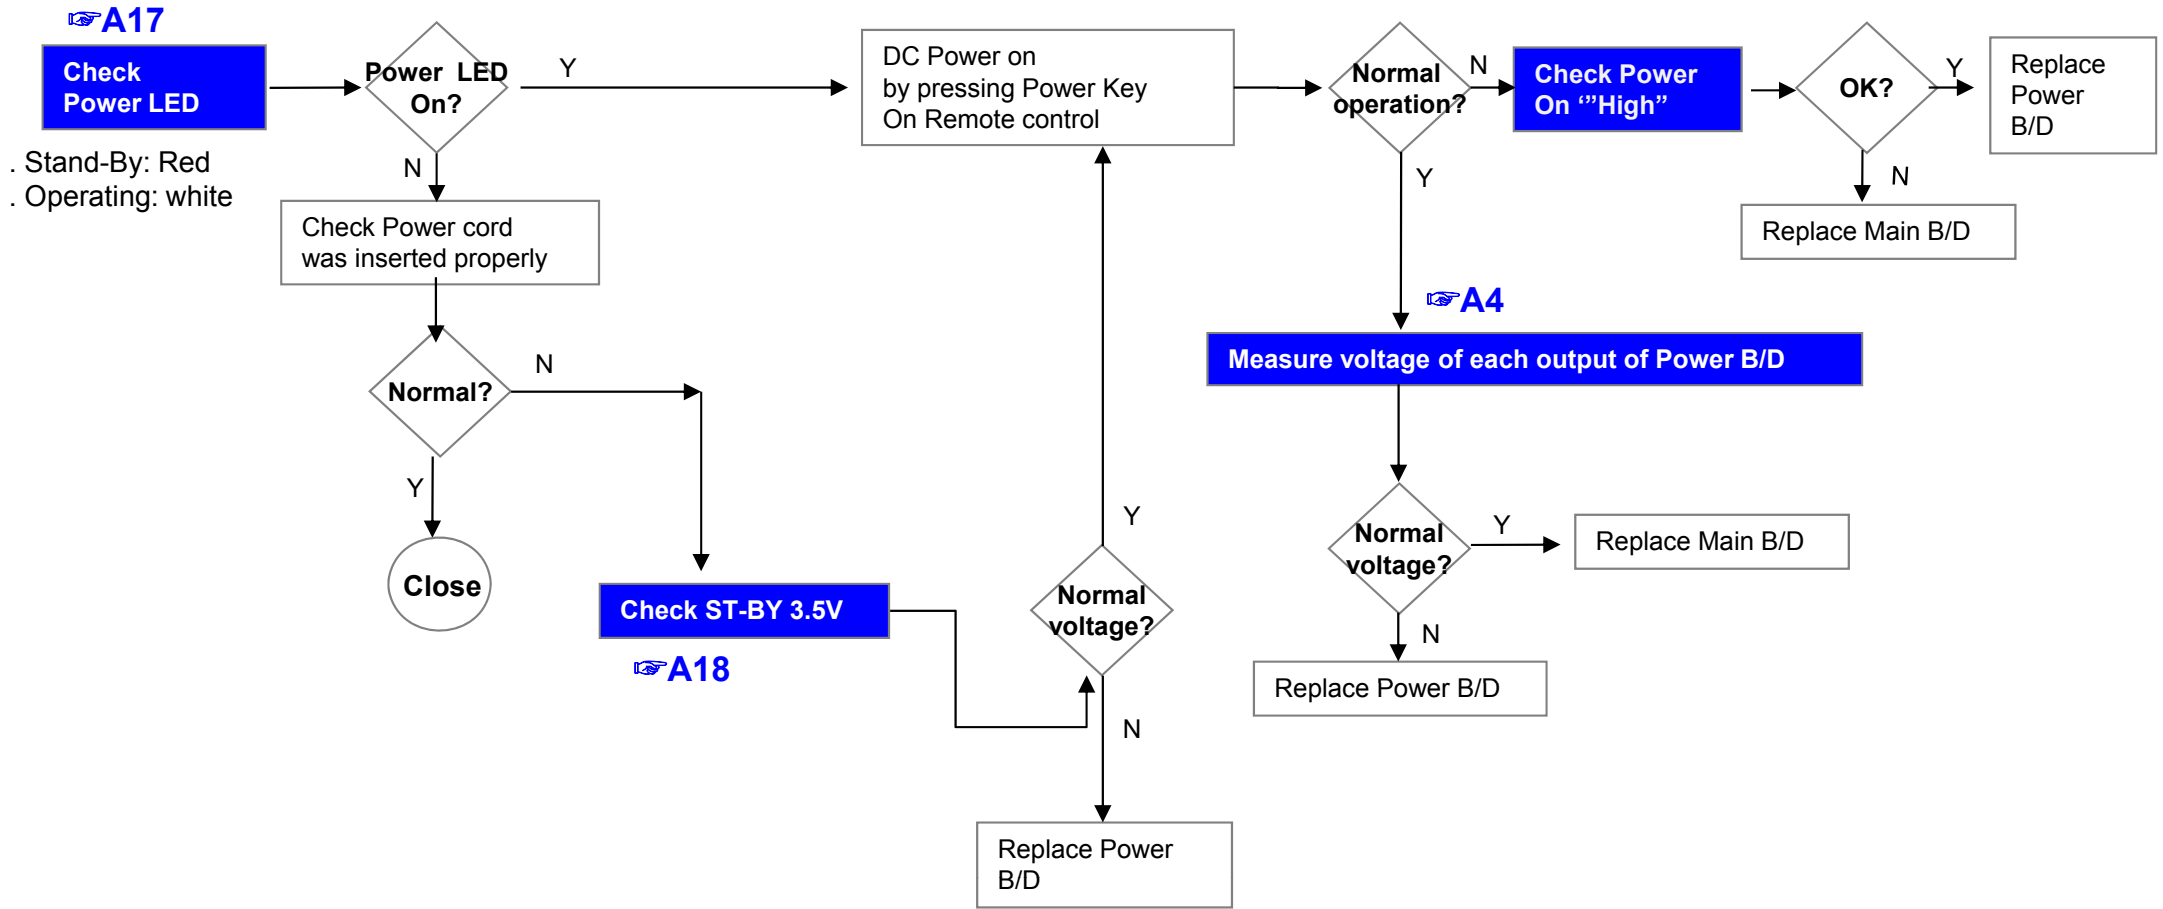 ☞A17
Check
Power LED
. Stand-By: Red
. Operating: white
Power LED
On?
Y
N
Check Power cord
was inserted properly
Normal?
N
Y
Close
Check ST-BY 3.5V
☞A18
DC Power on
by pressing Power Key
On Remote control
Y
Normal
voltage?
N
Replace Power
B/D
Normal
operation?
N
Y
Check Power
On ‘”High”
OK?
Y
N
Replace
Power
B/D
Replace Main B/D
☞A4
Measure voltage of each output of Power B/D
Normal
voltage?
Y
Replace Main B/D
N
Replace Power B/D